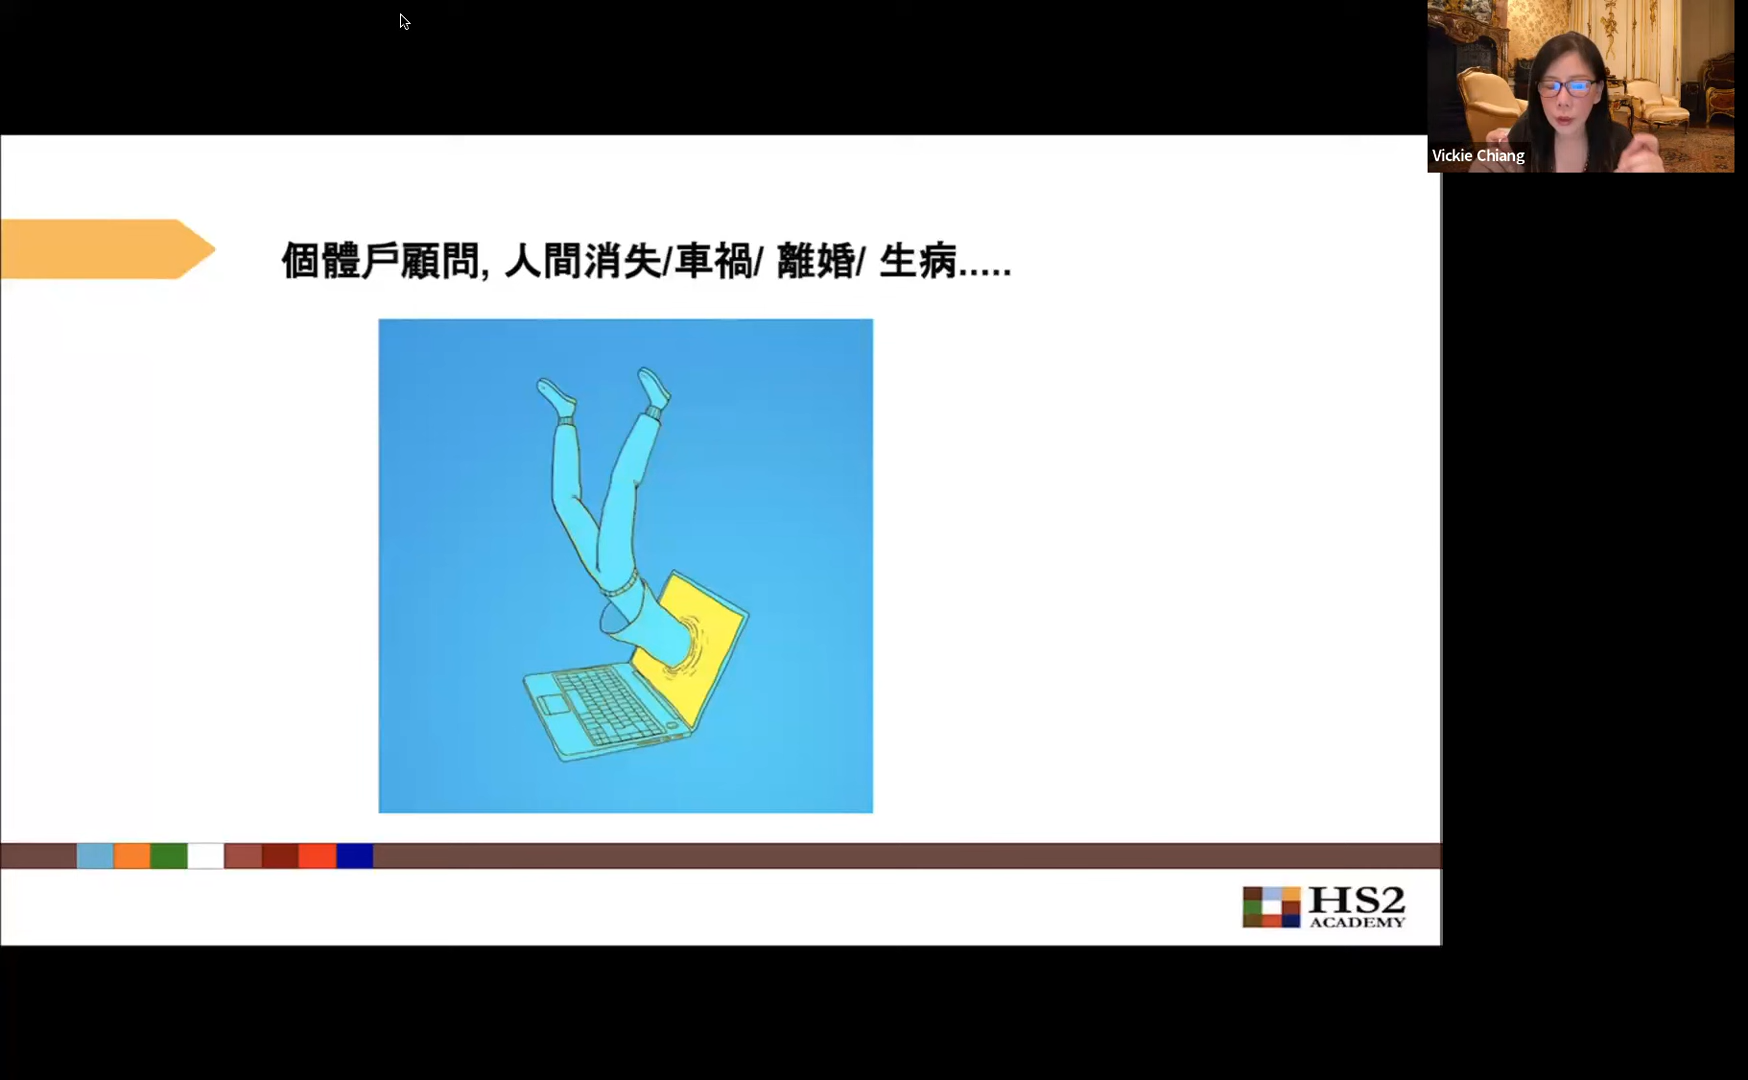 Vickie Chiang
個體戶顧問, 人間消失/車禍/ 離婚/ 生病.....
HS2
ACADEMY